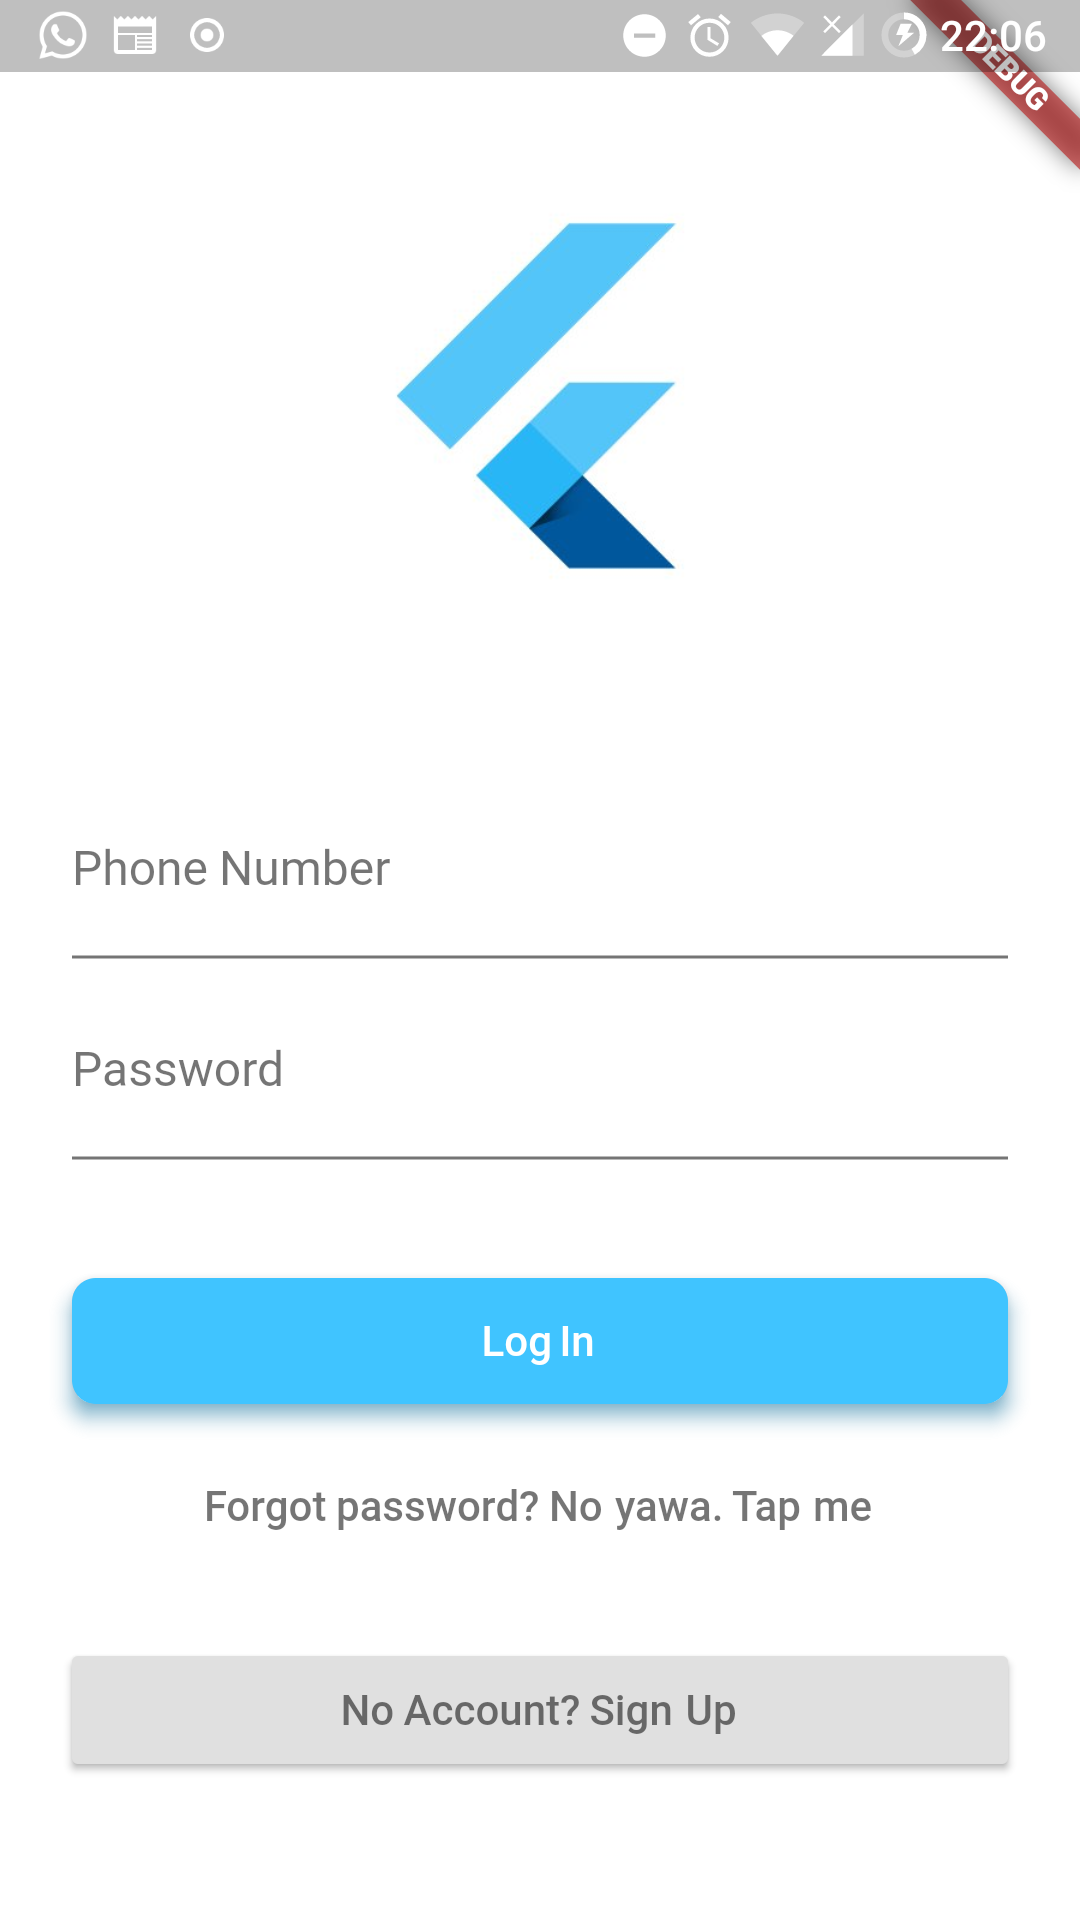 22:06
DEBUG
Phone Number
Password
Log In
Forgot password? No yawa. Tap me
No Account? Sign Up